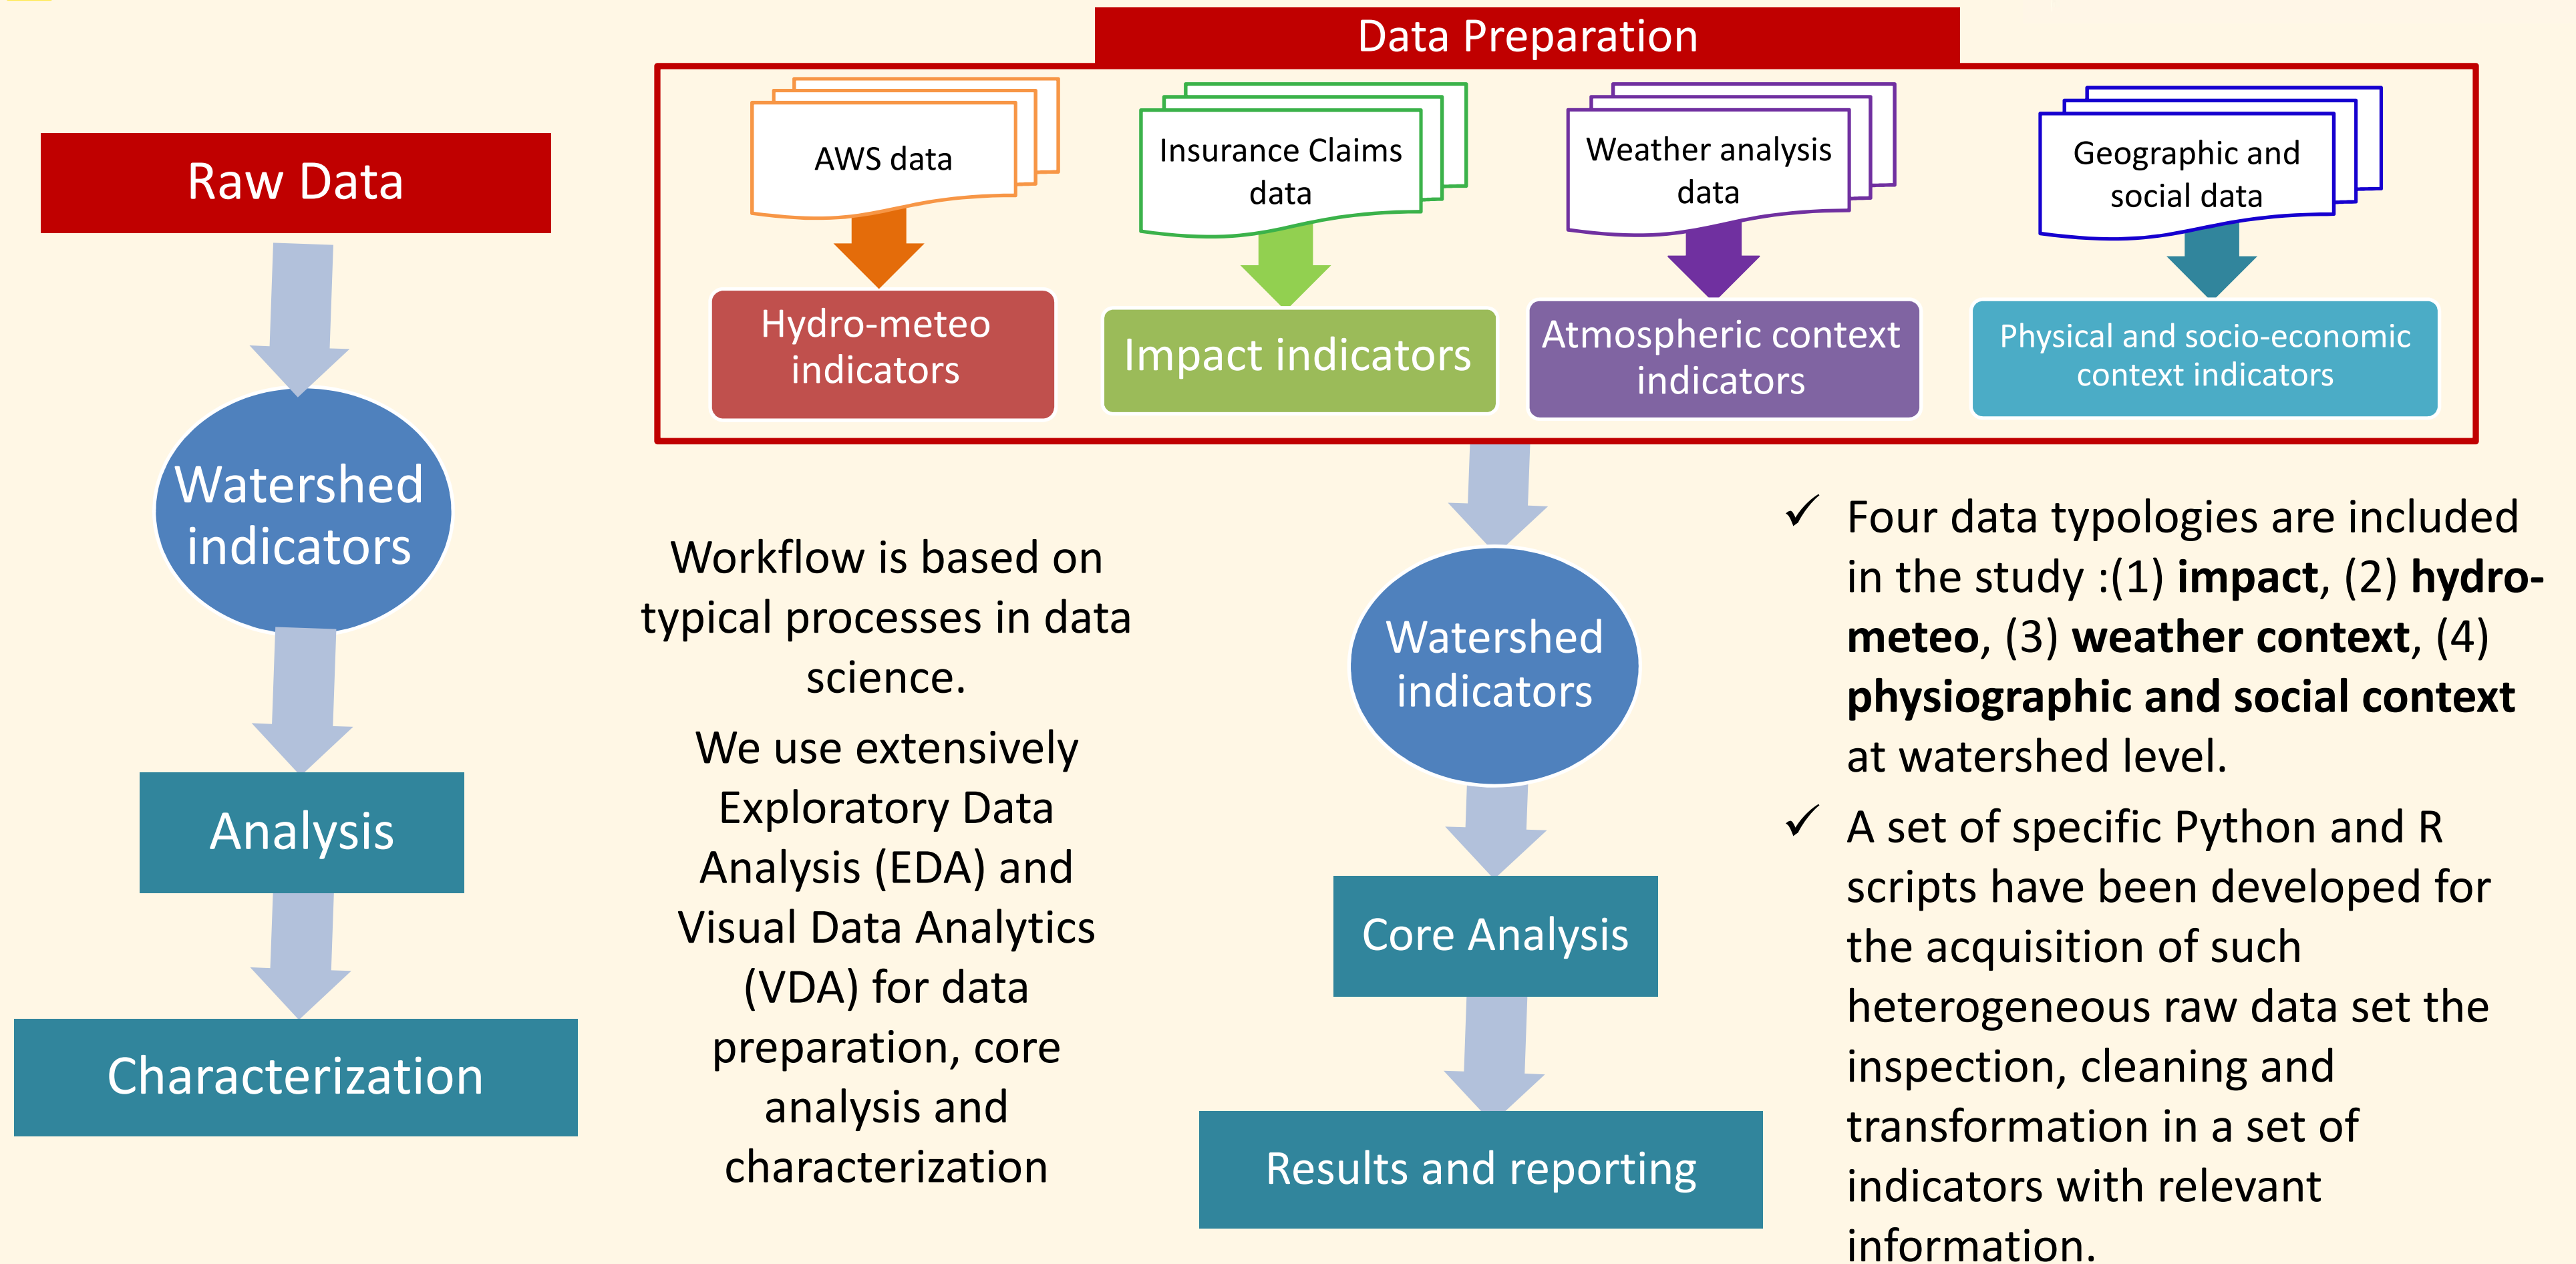 Data Preparation
Raw Data
AWS data
Insurance Claims
data
Weather analysis
data
Geographic and
social data
Hydro-meteo
indicators
Impact indicators
Atmospheric context
indicators
Physical and socio-economic
context indicators
Watershed
indicators
Analysis
Characterization
Workflow is based on
typical processes in data
science.
We use extensively
Exploratory Data
Analysis (EDA) and
Visual Data Analytics
(VDA) for data
preparation, core
analysis and
characterization
Watershed
indicators
Core Analysis
Results and reporting
✓ Four data typologies are included
in the study :(1) impact, (2) hydro-
meteo, (3) weather context, (4)
physiographic and social context
at watershed level.
✓ A set of specific Python and R
scripts have been developed for
the acquisition of such
heterogeneous raw data set the
inspection, cleaning and
transformation in a set of
indicators with relevant
information.